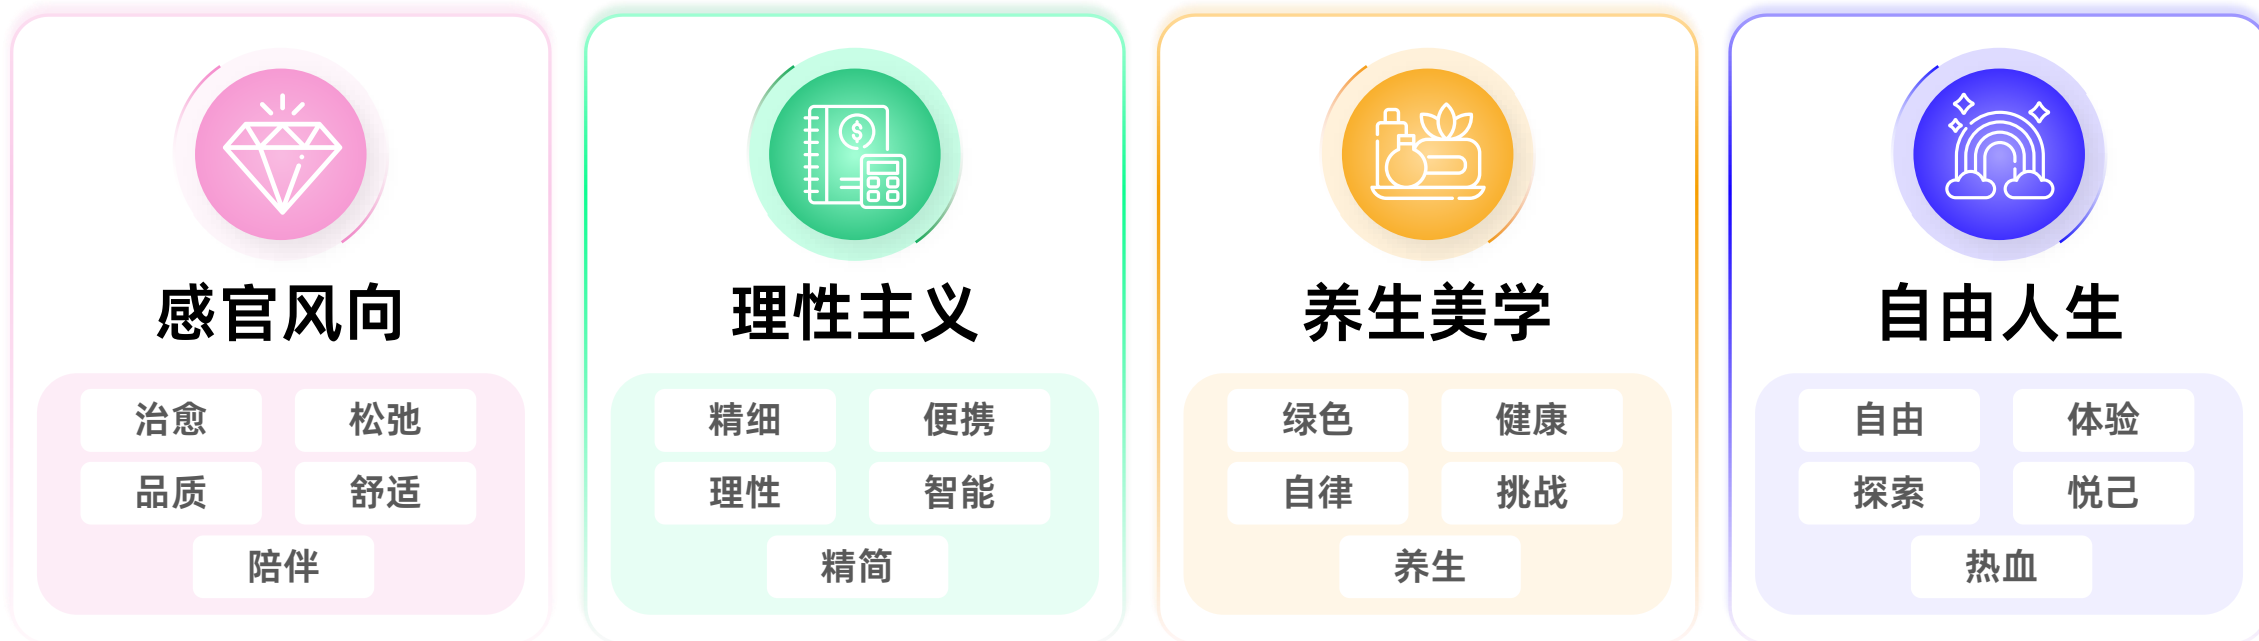 感官风向
治愈 松弛
品质 舒适
陪伴
理性主义
精细 便携
理性 智能
精简
养生美学
绿色 健康
自律 挑战
养生
自由人生
自由 体验
探索 悦己
热血